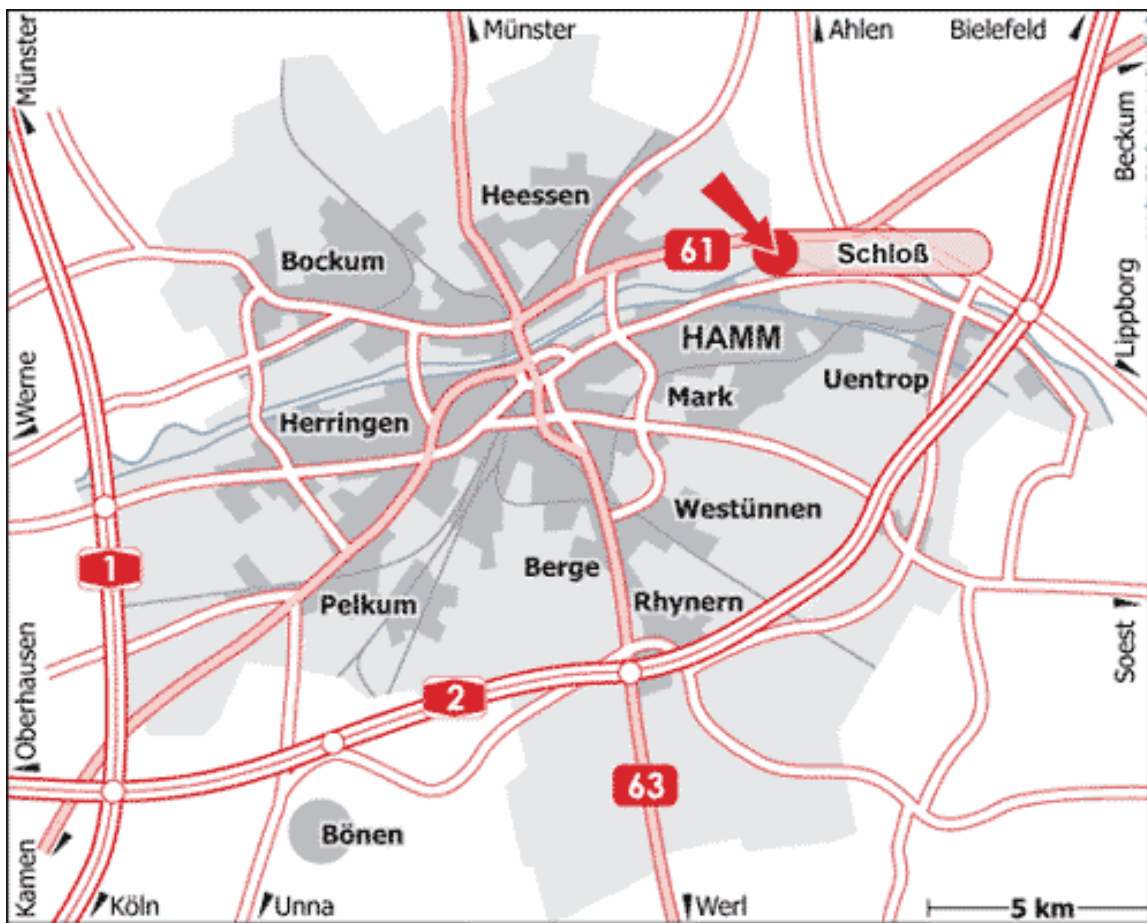 Münster
Münster
Ahlen
Bielefeld
Beckum
Heessen
61
Schloß
Bockum
Lippborg
HAMM
Werne
Uentrop
Mark
Herringen
Westünnen
1
Berge
Rhynern
Pelkum
Soest
Oberhausen
2
63
Bönen
Kamen
Köln
Unna
Werl
5 km